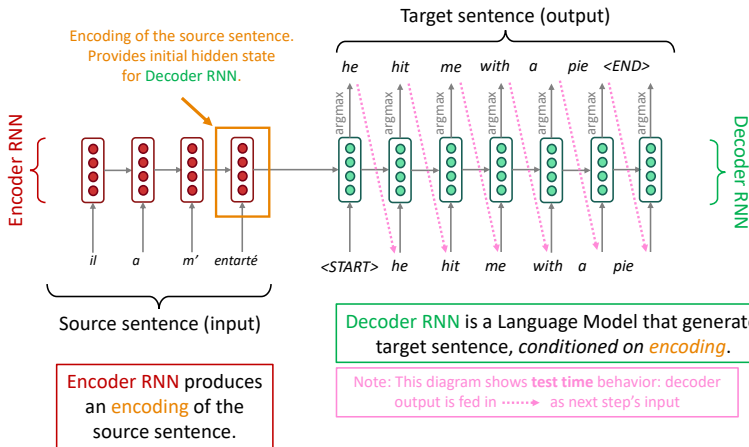 Target sentence (output)
Encoding of the source sentence.
Provides initial hidden state
for Decoder RNN.
he hit me with a pie <END>
argmax argmax argmax argmax argmax argmax argmax
Encoder RNN
Decoder RNN
il a m’ entarté
<START> he hit me with a pie
Source sentence (input)
Decoder RNN is a Language Model that generate
target sentence, conditioned on encoding.
Encoder RNN produces
an encoding of the
source sentence.
Note: This diagram shows test time behavior: decoder
output is fed in as next step’s input